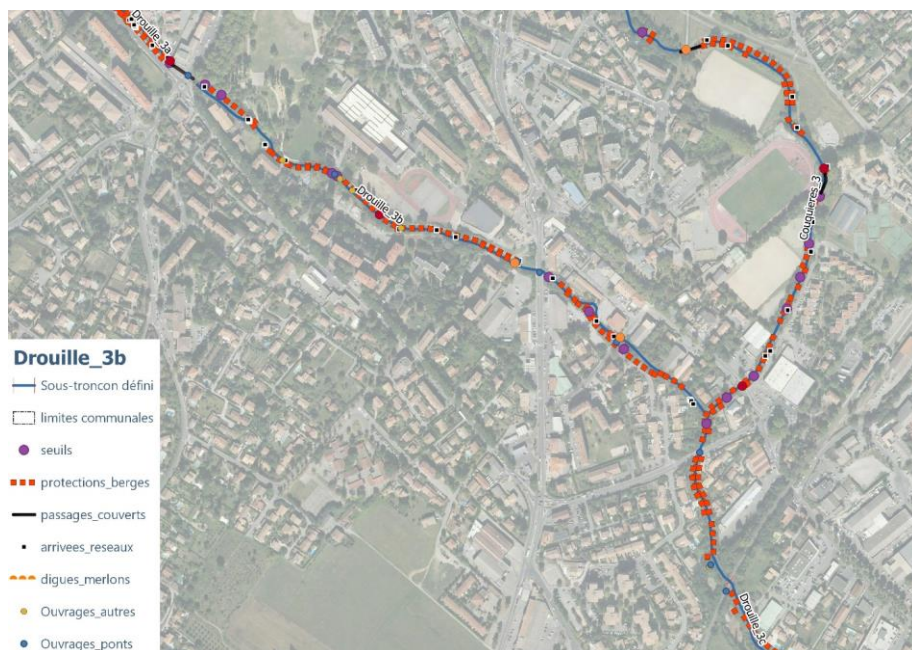 Drouille_3a
Drouille_3b
Couguieres_3
Drouille_3c
Drouille_3b
Sous-troncon défini
limites communales
seuils
protections_berges
passages_couverts
arrivees_reseaux
digues_merlons
Ouvrages_autres
Ouvrages_ponts